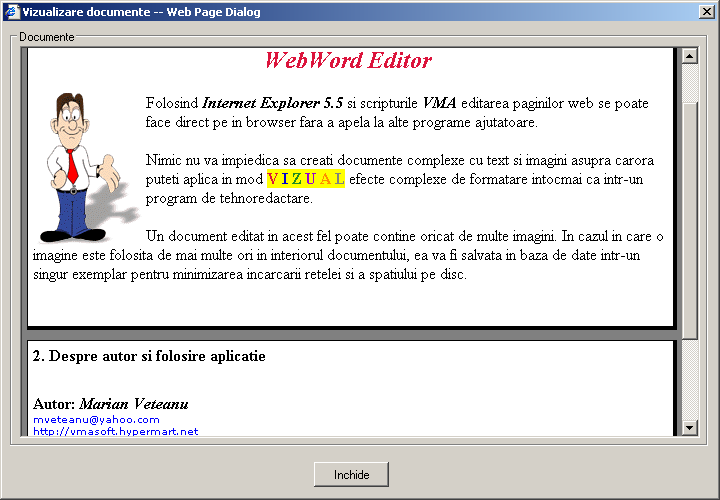 Vizualizare documente -- Web Page Dialog
Documente
WebWord Editor
Folosind Internet Explorer 5.5 si scripturile VMA editarea paginilor web se poate
face direct pe in browser fara a apela la alte programe ajutatoare.
Nimic nu va impiedica sa creati documente complexe cu text si imagini asupra carora
puteti aplica in mod VIZUAL efecte complexe de formatare intocmai ca intr-un
program de tehnoredactare.
Un document editat in acest fel poate contine oricat de multe imagini. In cazul in care o
imagine este folosita de mai multe ori in interiorul documentului, ea va fi salvata in baza de date intr-un
singur exemplar pentru minimizarea incarcarii retelei si a spatiului pe disc.
2. Despre autor si folosire aplicatie
Autor: Marian Veteanu
mveteanu@yahoo.com
http://vmasoft.hypermart.net
Inchide